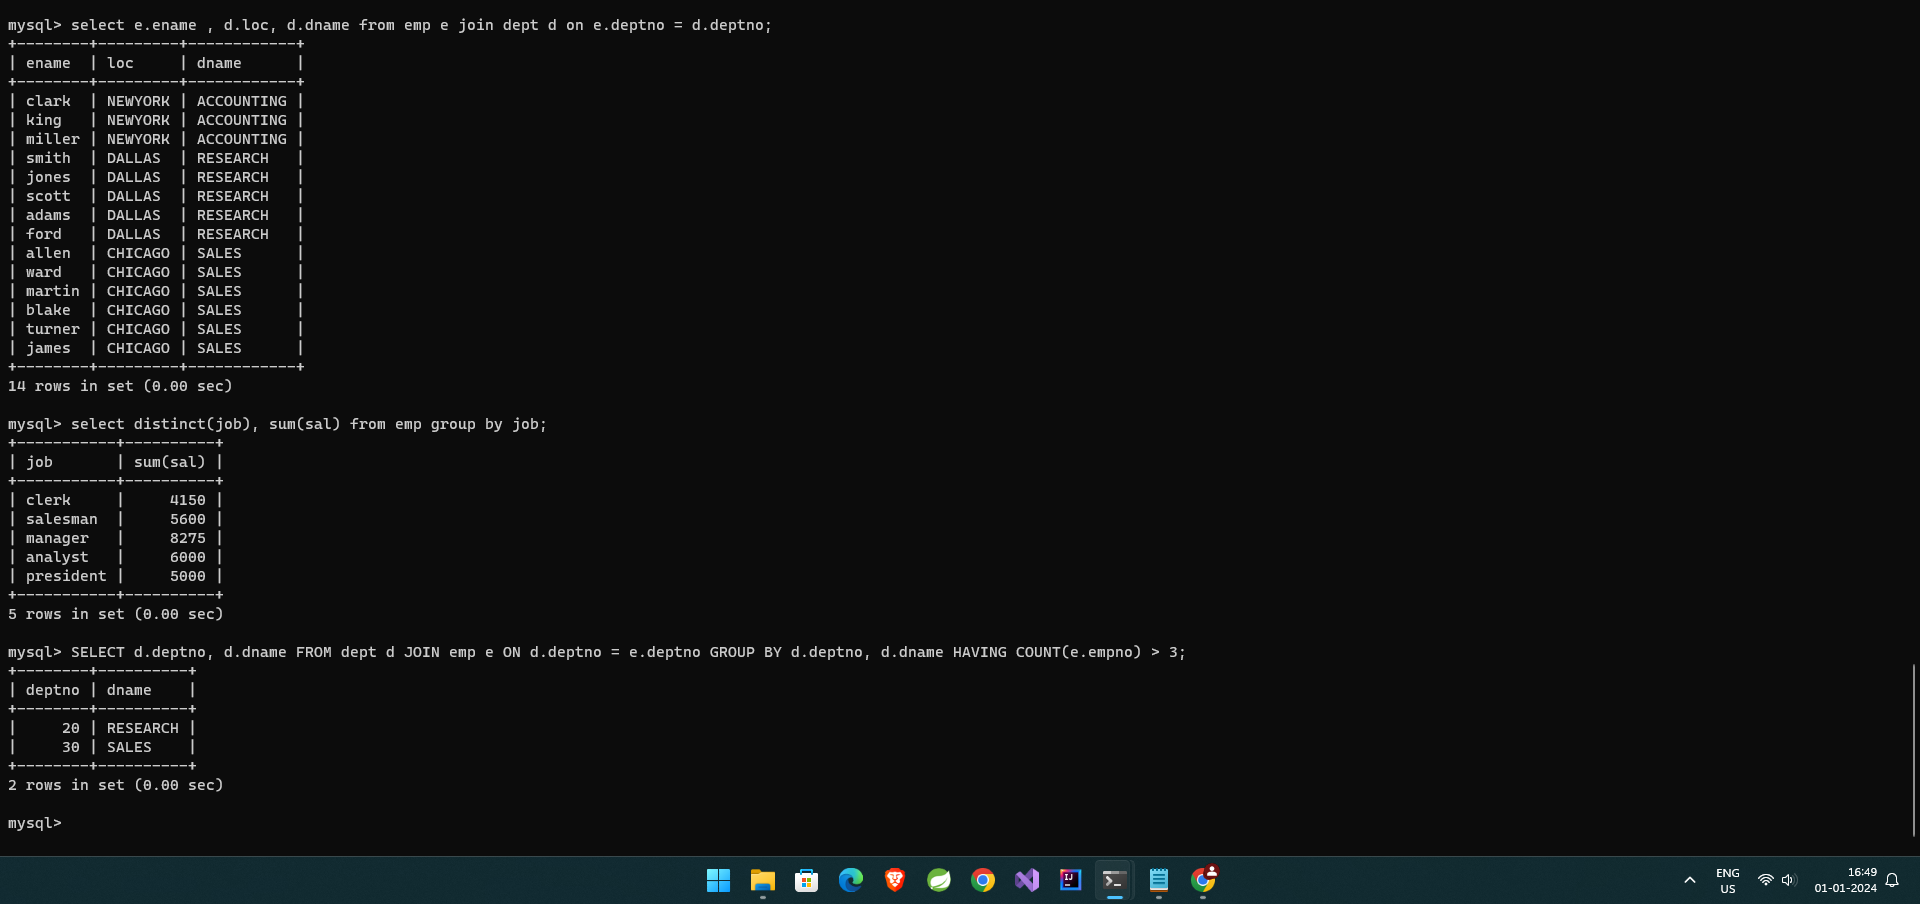 mysql> select e.ename , d.loc, d.dname from emp e join dept d on e.deptno = d.deptno;
+--------+---------+------------+
| ename  | loc     | dname      |
+--------+---------+------------+
| clark  | NEWYORK | ACCOUNTING |
| king   | NEWYORK | ACCOUNTING |
| miller | NEWYORK | ACCOUNTING |
| smith  | DALLAS  | RESEARCH   |
| jones  | DALLAS  | RESEARCH   |
| scott  | DALLAS  | RESEARCH   |
| adams  | DALLAS  | RESEARCH   |
| ford   | DALLAS  | RESEARCH   |
| allen  | CHICAGO | SALES      |
| ward   | CHICAGO | SALES      |
| martin | CHICAGO | SALES      |
| blake  | CHICAGO | SALES      |
| turner | CHICAGO | SALES      |
| james  | CHICAGO | SALES      |
+--------+---------+------------+
14 rows in set (0.00 sec)
mysql> select distinct(job), sum(sal) from emp group by job;
+-----------+----------+
| job       | sum(sal) |
+-----------+----------+
| clerk     |     4150 |
| salesman  |     5600 |
| manager   |     8275 |
| analyst   |     6000 |
| president |     5000 |
+-----------+----------+
5 rows in set (0.00 sec)
mysql> SELECT d.deptno, d.dname FROM dept d JOIN emp e ON d.deptno = e.deptno GROUP BY d.deptno, d.dname HAVING COUNT(e.empno) > 3;
+--------+----------+
| deptno | dname    |
+--------+----------+
|     20 | RESEARCH |
|     30 | SALES    |
+--------+----------+
2 rows in set (0.00 sec)
mysql>
IJ
ENG
US
16:49
01-01-2024